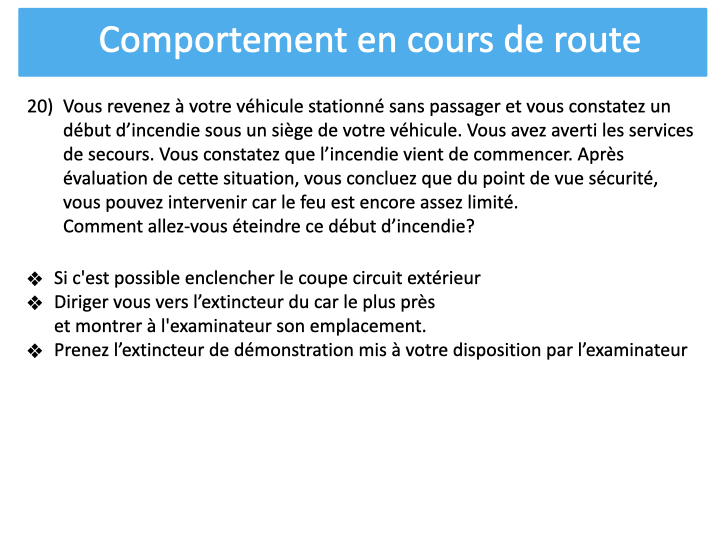 Comportement en cours de route
20) Vous revenez à votre véhicule stationné sans passager et vous constatez un
début d’incendie sous un siège de votre véhicule. Vous avez averti les services
de secours. Vous constatez que l’incendie vient de commencer. Après
évaluation de cette situation, vous concluez que du point de vue sécurité,
vous pouvez intervenir car le feu est encore assez limité.
Comment allez-vous éteindre ce début d’incendie?
❖ Si c'est possible enclencher le coupe circuit extérieur
❖ Diriger vous vers l’extincteur du car le plus près
et montrer à l'examinateur son emplacement.
❖ Prenez l’extincteur de démonstration mis à votre disposition par l’examinateur